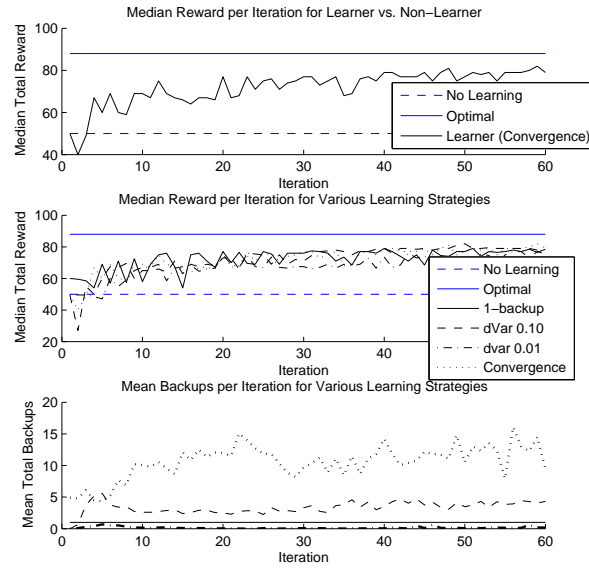 Median Reward per Iteration for Learner vs. Non−Learner
Median Total Reward
100
80
60
40
0
10
20
30
40
50
60
Iteration
No Learning
Optimal
Learner (Convergence)
Median Reward per Iteration for Various Learning Strategies
Median Total Reward
100
80
60
40
20
0
10
20
30
40
50
60
Iteration
No Learning
Optimal
1−backup
dVar 0.10
dvar 0.01
Convergence
Mean Backups per Iteration for Various Learning Strategies
Mean Total Backups
20
15
10
5
0
0
10
20
30
40
50
60
Iteration